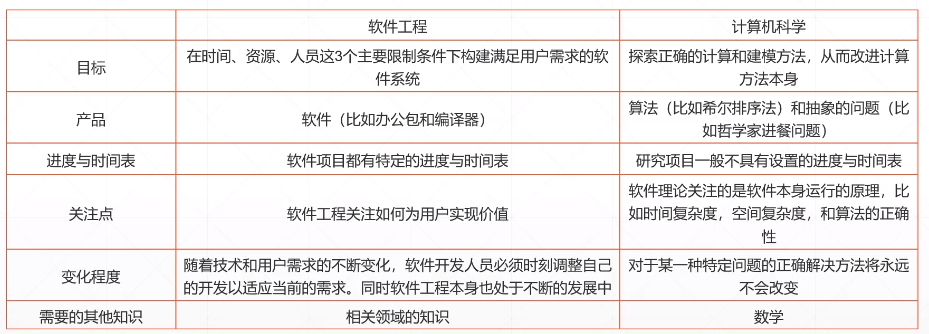 软件工程
计算机科学
目标
在时间、资源、人员这3个主要限制条件下构建满足用户需求的软
件系统
探索正确的计算和建模方法，从而改进计算
方法本身
产品
软件（比如办公包和编译器）
算法（比如希尔排序法）和抽象的问题（比
如哲学家进餐问题）
进度与时间表
软件项目都有特定的进度与时间表
研究项目一般不具有设置的进度与时间表
关注点
软件工程关注如何为用户实现价值
软件理论关注的是软件本身运行的原理，比
如时间复杂度，空间复杂度，和算法的正确
性
变化程度
随着技术和用户需求的不断变化，软件开发人员必须时刻调整自己
的开发以适应当前的需求。同时软件工程本身也处于不断的发展中
对于某一种特定问题的正确解决方法将永远
不会改变
需要的其他知识
相关领域的知识
数学